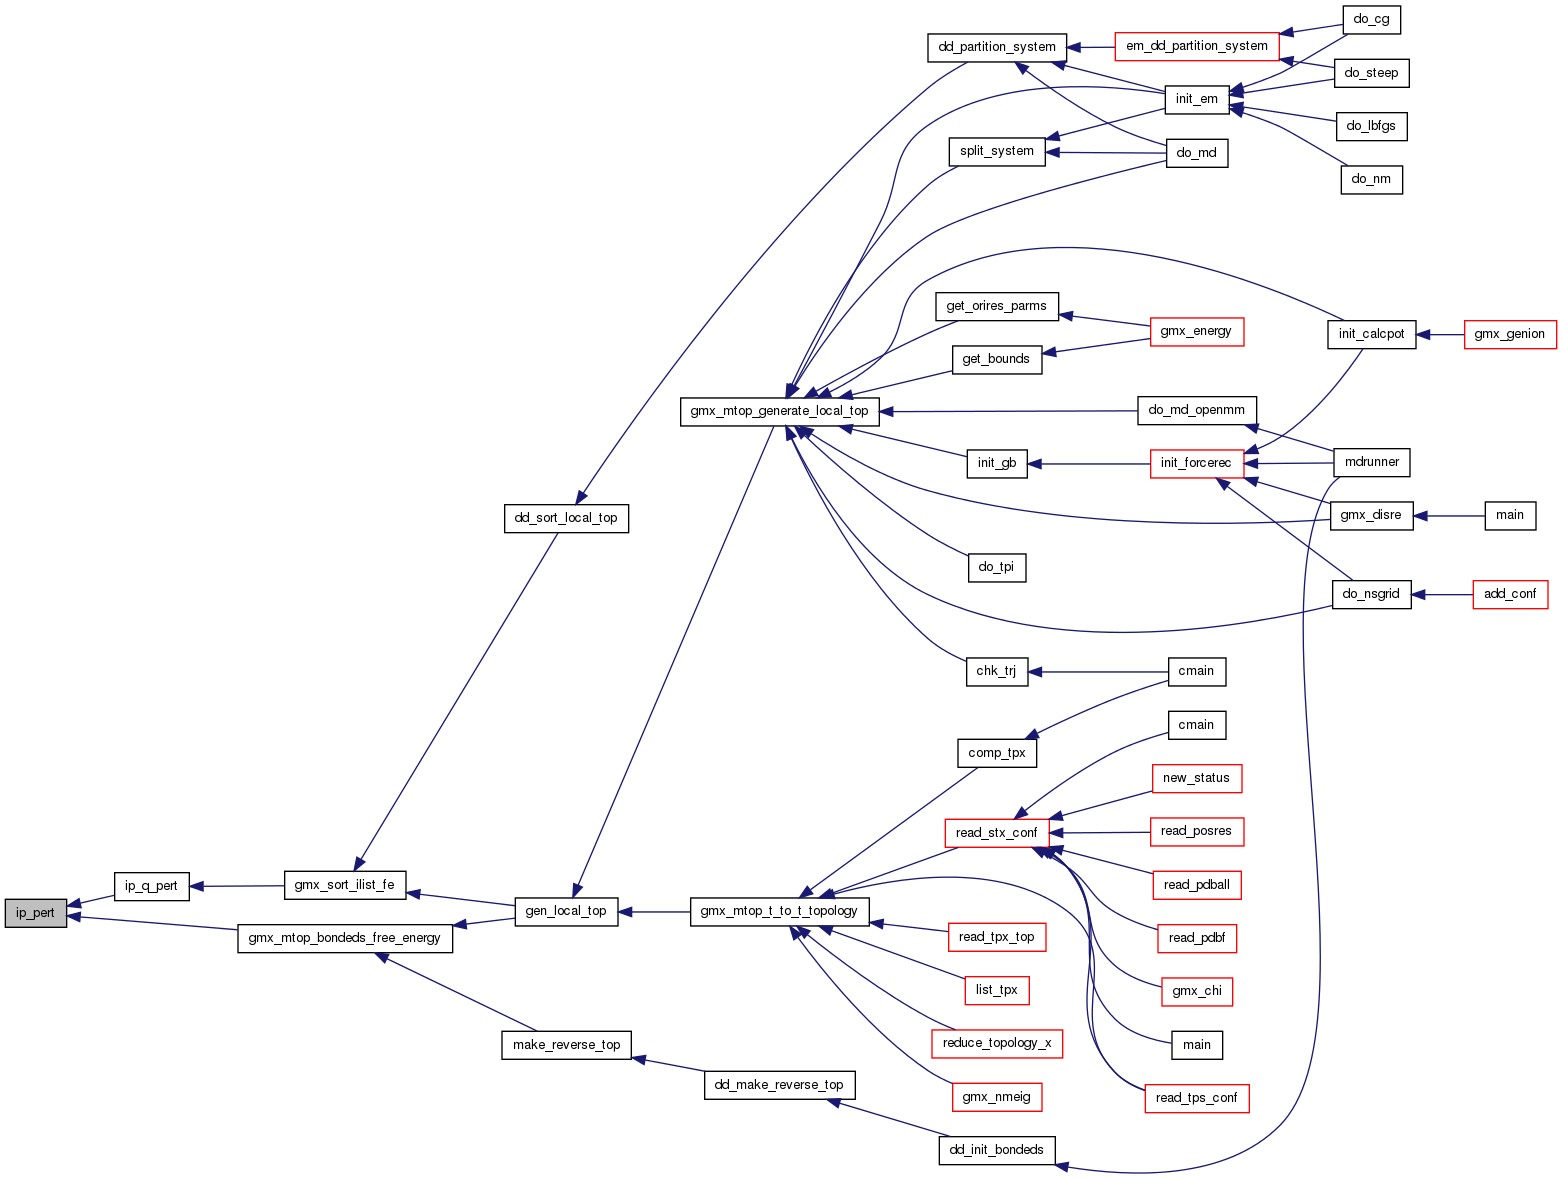 do_cg
dd_partition_system
em_dd_partition_system
do_steep
init_em
do_lbfgs
split_system
do_md
do_nm
get_orires_parms
gmx_energy
init_calcpot
gmx_genion
get_bounds
gmx_mtop_generate_local_top
do_md_openmm
init_gb
init_forcerec
mdrunner
dd_sort_local_top
gmx_disre
main
do_tpi
do_nsgrid
add_conf
chk_trj
cmain
cmain
comp_tpx
new_status
read_stx_conf
read_posres
ip_q_pert
gmx_sort_ilist_fe
read_pdball
ip_pert
gen_local_top
gmx_mtop_t_to_t_topology
gmx_mtop_bondeds_free_energy
read_tpx_top
read_pdbf
list_tpx
gmx_chi
make_reverse_top
reduce_topology_x
main
dd_make_reverse_top
gmx_nmeig
read_tps_conf
dd_init_bondeds